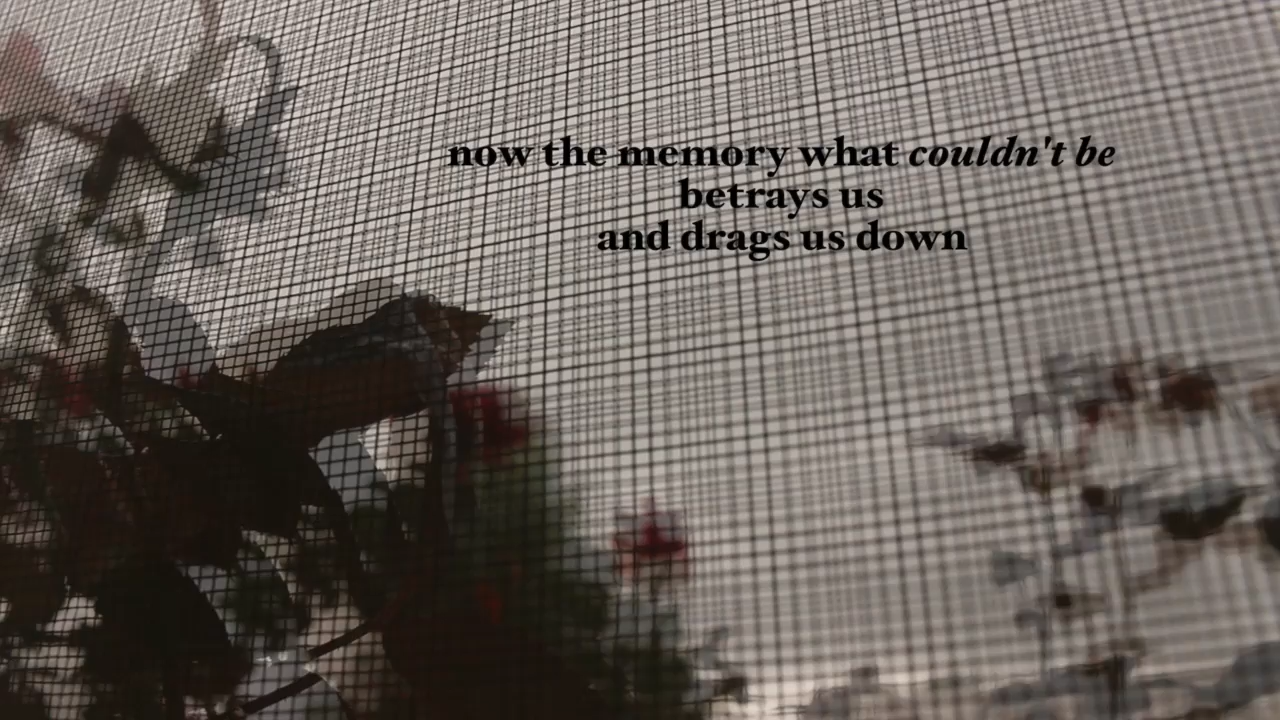 now the memory what couldn't be
betrays us
and drags us down